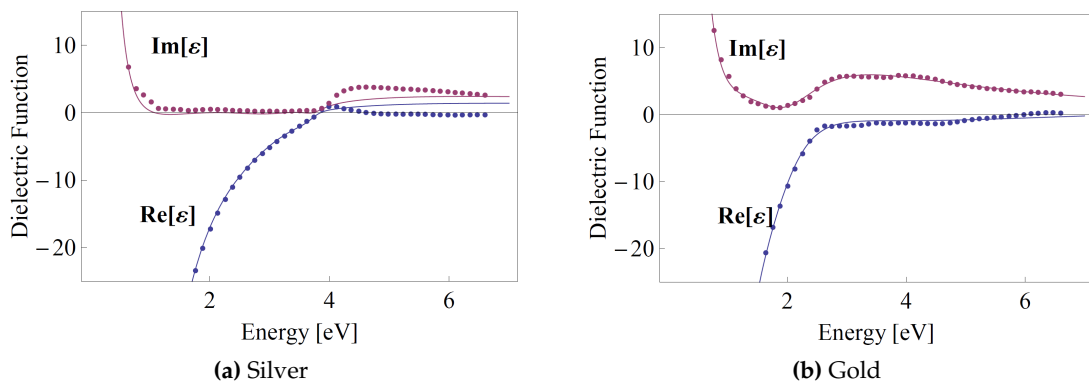 10
0
−10
−20
Dielectric Function
Im[ε]
Re[ε]
2
4
6
Energy [eV]
(a) Silver
10
0
−10
−20
Dielectric Function
Im[ε]
Re[ε]
2
4
6
Energy [eV]
(b) Gold